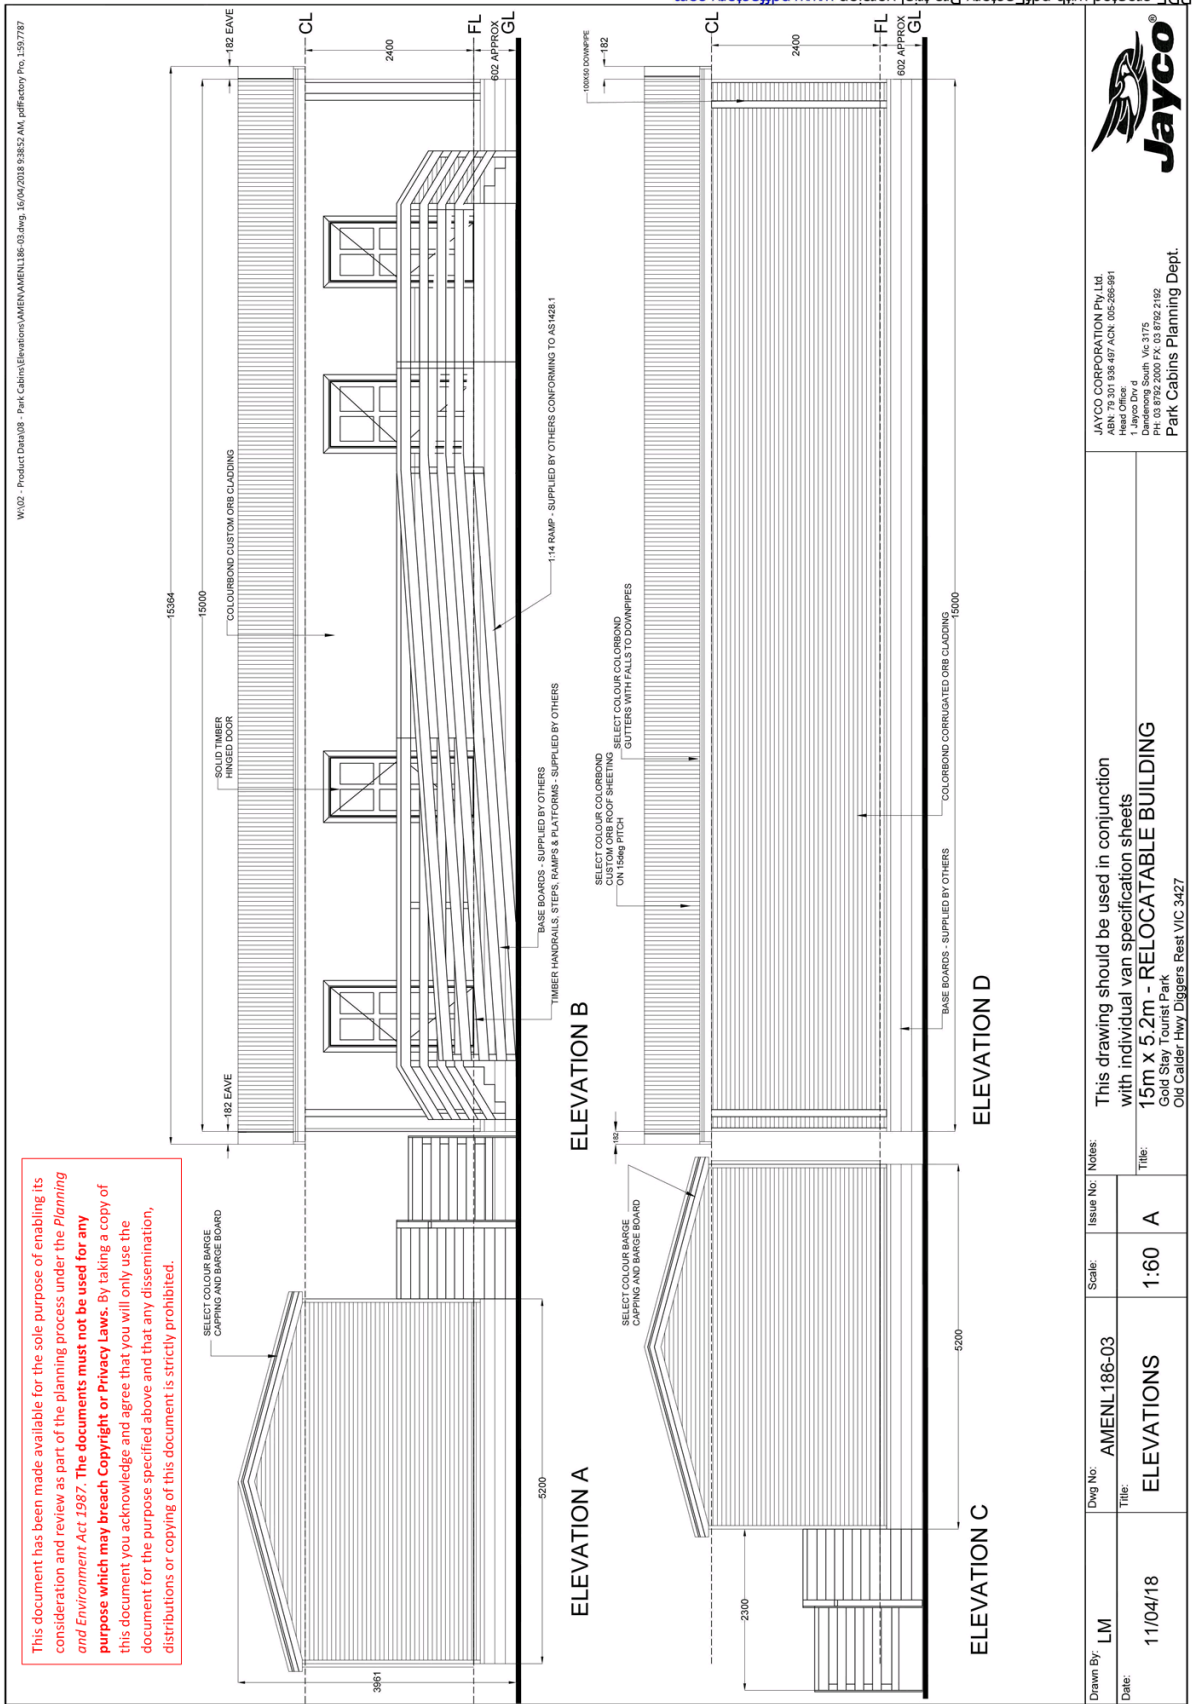 W:\02 - Product Data\08 - Park Cabins\Elevations\AMEN\AMENL186-03.dwg, 16/04/2018 9:38:52 AM, pdfFactory Pro, 1:59.7787
This document has been made available for the sole purpose of enabling its
consideration and review as part of the planning process under the Planning
and Environment Act 1987. The documents must not be used for any
purpose which may breach Copyright or Privacy Laws. By taking a copy of
this document you acknowledge and agree that you will only use the
document for the purpose specified above and that any dissemination,
distributions or copying of this document is strictly prohibited.
SELECT COLOUR BARGE
CAPPING AND BARGE BOARD
3961
5200
ELEVATION A
15364
15000
182 EAVE
182 EAVE
SOLID TIMBER
HINGED DOOR
COLOURBOND CUSTOM ORB CLADDING
CL
2400
FL
602 APPROX
GL
BASE BOARDS - SUPPLIED BY OTHERS
TIMBER HANDRAILS, STEPS, RAMPS & PLATFORMS - SUPPLIED BY OTHERS
1:14 RAMP - SUPPLIED BY OTHERS CONFORMING TO AS1428.1
ELEVATION B
SELECT COLOUR BARGE
CAPPING AND BARGE BOARD
2300
5200
ELEVATION C
182
SELECT COLOUR COLORBOND
CUSTOM ORB ROOF SHEETING
ON 15deg PITCH
SELECT COLOUR COLORBOND
GUTTERS WITH FALLS TO DOWNPIPES
100X50 DOWNPIPE
182
CL
2400
FL
602 APPROX
GL
BASE BOARDS - SUPPLIED BY OTHERS
COLORBOND CORRUGATED ORB CLADDING
15000
ELEVATION D
Drawn By: LM
Date: 11/04/18
Dwg No: AMENL186-03
Title: ELEVATIONS
Scale: 1:60
Issue No: A
Notes: This drawing should be used in conjunction
with individual van specification sheets
Title: 15m x 5.2m - RELOCATABLE BUILDING
Gold Stay Tourist Park
Old Calder Hwy Diggers Rest VIC 3427
JAYCO CORPORATION Pty.Ltd.
ABN: 79 301 936 497 ACN: 005-266-991
Head Office:
1 Jayco Drv d
Dandenong South Vic 3175
PH: 03 8792 2000 FX: 03 8792 2192
Park Cabins Planning Dept.
Jayco®